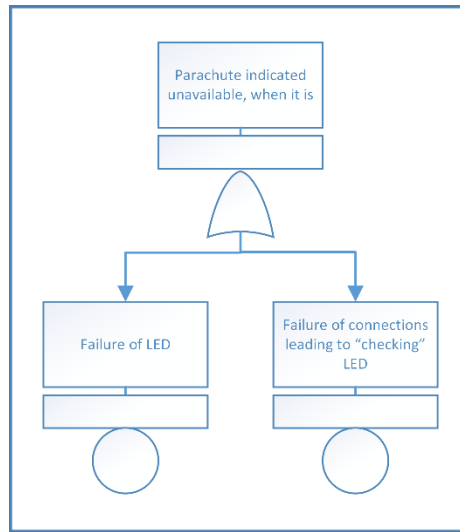 Parachute indicated
unavailable, when it is
Failure of LED
Failure of connections
leading to “checking”
LED